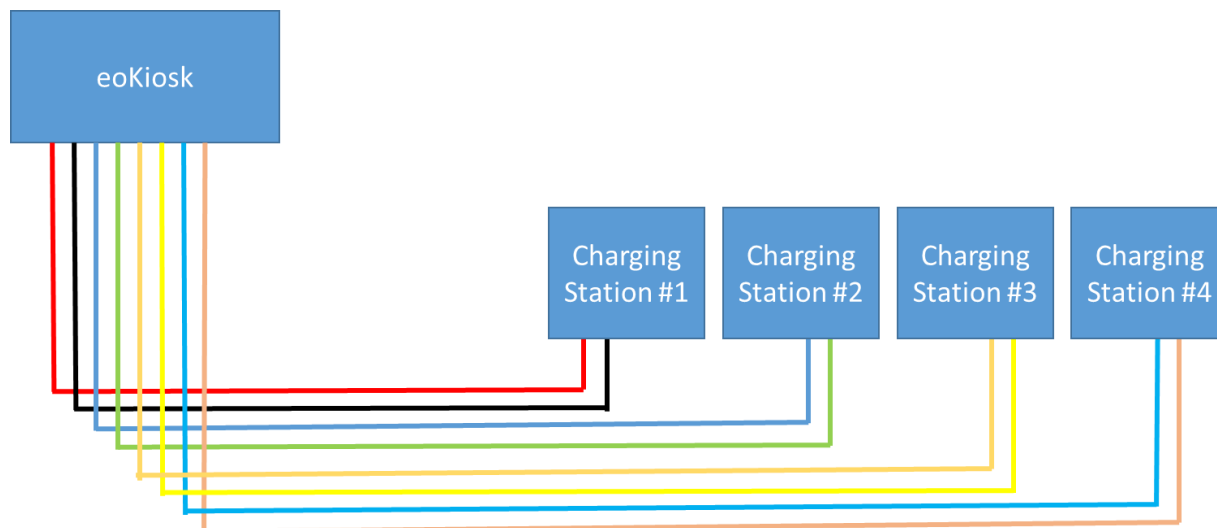 eoKiosk
Charging
Station #1
Charging
Station #2
Charging
Station #3
Charging
Station #4